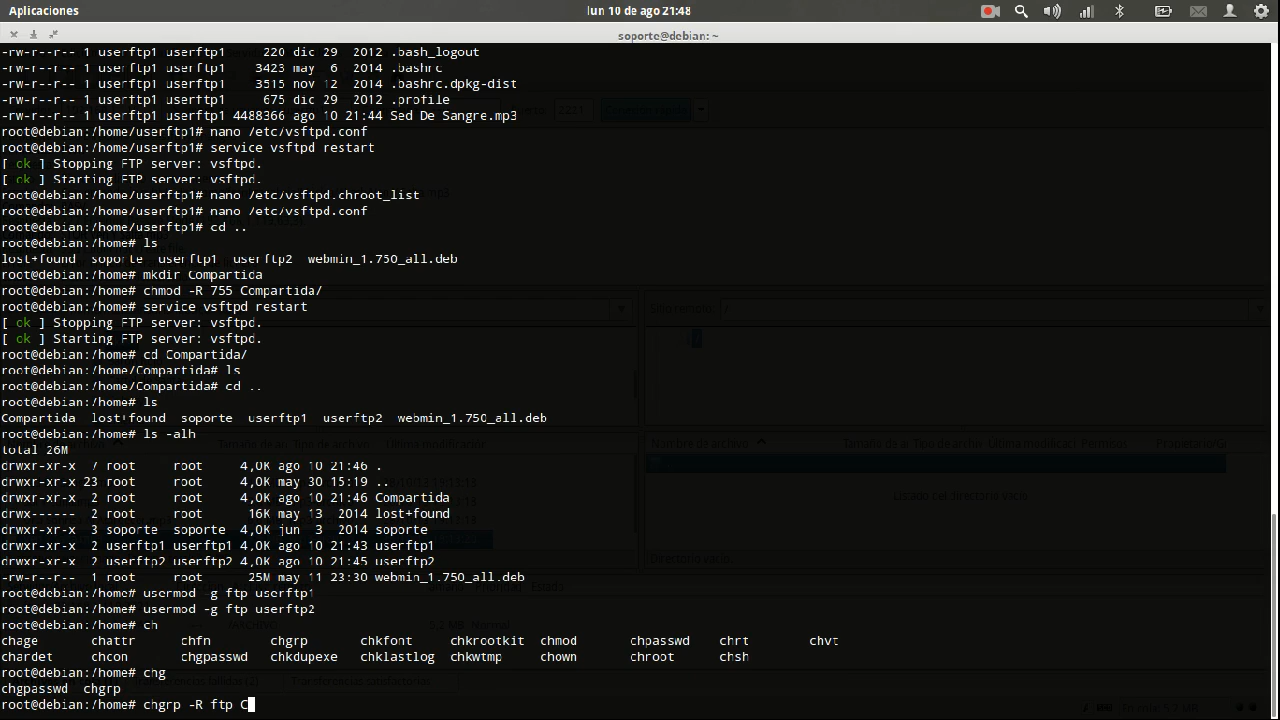 Aplicaciones
lun 10 de ago 21:48
soporte@debian: ~
-rw-r--r-- 1 userftp1 userftp1     220 dic 29  2012 .bash_logout
-rw-r--r-- 1 userftp1 userftp1    3423 may  6  2014 .bashrc
-rw-r--r-- 1 userftp1 userftp1    3515 nov 12  2014 .bashrc.dpkg-dist
-rw-r--r-- 1 userftp1 userftp1     675 dic 29  2012 .profile
-rw-r--r-- 1 userftp1 userftp1 4488366 ago 10 21:44 Sed De Sangre.mp3
root@debian:/home/userftp1# nano /etc/vsftpd.conf
root@debian:/home/userftp1# service vsftpd restart
[ ok ] Stopping FTP server: vsftpd.
[ ok ] Starting FTP server: vsftpd.
root@debian:/home/userftp1# nano /etc/vsftpd.chroot_list
root@debian:/home/userftp1# nano /etc/vsftpd.conf
root@debian:/home/userftp1# cd ..
root@debian:/home# ls
lost+found  soporte  userftp1  userftp2  webmin_1.750_all.deb
root@debian:/home# mkdir Compartida
root@debian:/home# chmod -R 755 Compartida/
root@debian:/home# service vsftpd restart
[ ok ] Stopping FTP server: vsftpd.
[ ok ] Starting FTP server: vsftpd.
root@debian:/home# cd Compartida/
root@debian:/home/Compartida# ls
root@debian:/home/Compartida# cd ..
root@debian:/home# ls
Compartida  lost+found  soporte  userftp1  userftp2  webmin_1.750_all.deb
root@debian:/home# ls -alh
total 26M
drwxr-xr-x  7 root     root     4,0K ago 10 21:46 .
drwxr-xr-x 23 root     root     4,0K may 30 15:19 ..
drwxr-xr-x  2 root     root     4,0K ago 10 21:46 Compartida
drwx------  2 root     root      16K may 13  2014 lost+found
drwxr-xr-x  3 soporte  soporte  4,0K jun  3  2014 soporte
drwxr-xr-x  2 userftp1 userftp1 4,0K ago 10 21:43 userftp1
drwxr-xr-x  2 userftp2 userftp2 4,0K ago 10 21:45 userftp2
-rw-r--r--  1 root     root      25M may 11 23:30 webmin_1.750_all.deb
root@debian:/home# usermod -g ftp userftp1
root@debian:/home# usermod -g ftp userftp2
root@debian:/home# ch
chage       chattr      chfn        chgrp       chkfont     chkrootkit  chmod       chpasswd    chrt        chvt
chardet     chcon       chgpasswd   chkdupexe   chklastlog  chkwtmp     chown       chroot      chsh
root@debian:/home# chg
chgpasswd  chgrp
root@debian:/home# chgrp -R ftp C